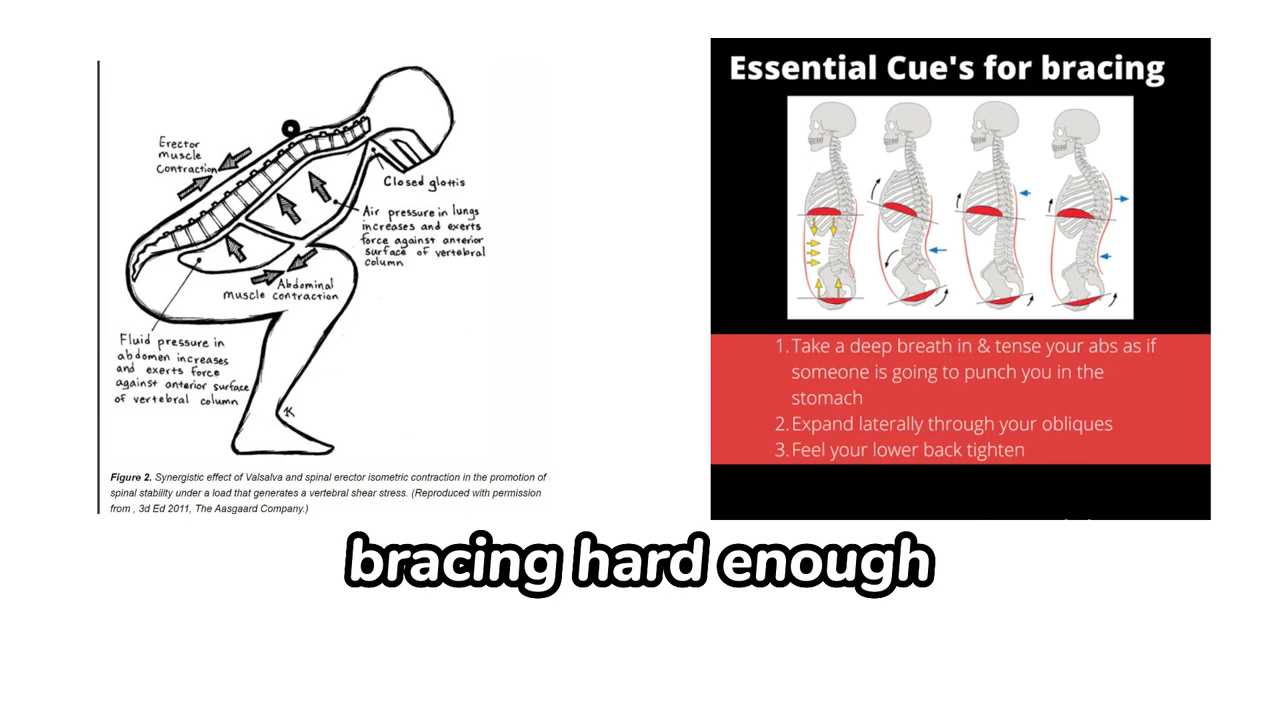 Erector
muscle
contraction
Closed glottis
Air pressure in lungs
increases and exerts
force against anterior
surface of vertebral
column
Abdominal
muscle contraction
Fluid pressure in
abdomen increases
and exerts force
against anterior surface
of vertebral column
Figure 2. Synergistic effect of Valsalva and spinal erector isometric contraction in the promotion of
spinal stability under a load that generates a vertebral shear stress. (Reproduced with permission
from , 3d Ed 2011, The Aasgaard Company.)
Essential Cue's for bracing
1. Take a deep breath in & tense your abs as if
someone is going to punch you in the
stomach
2. Expand laterally through your obliques
3. Feel your lower back tighten
bracing hard enough